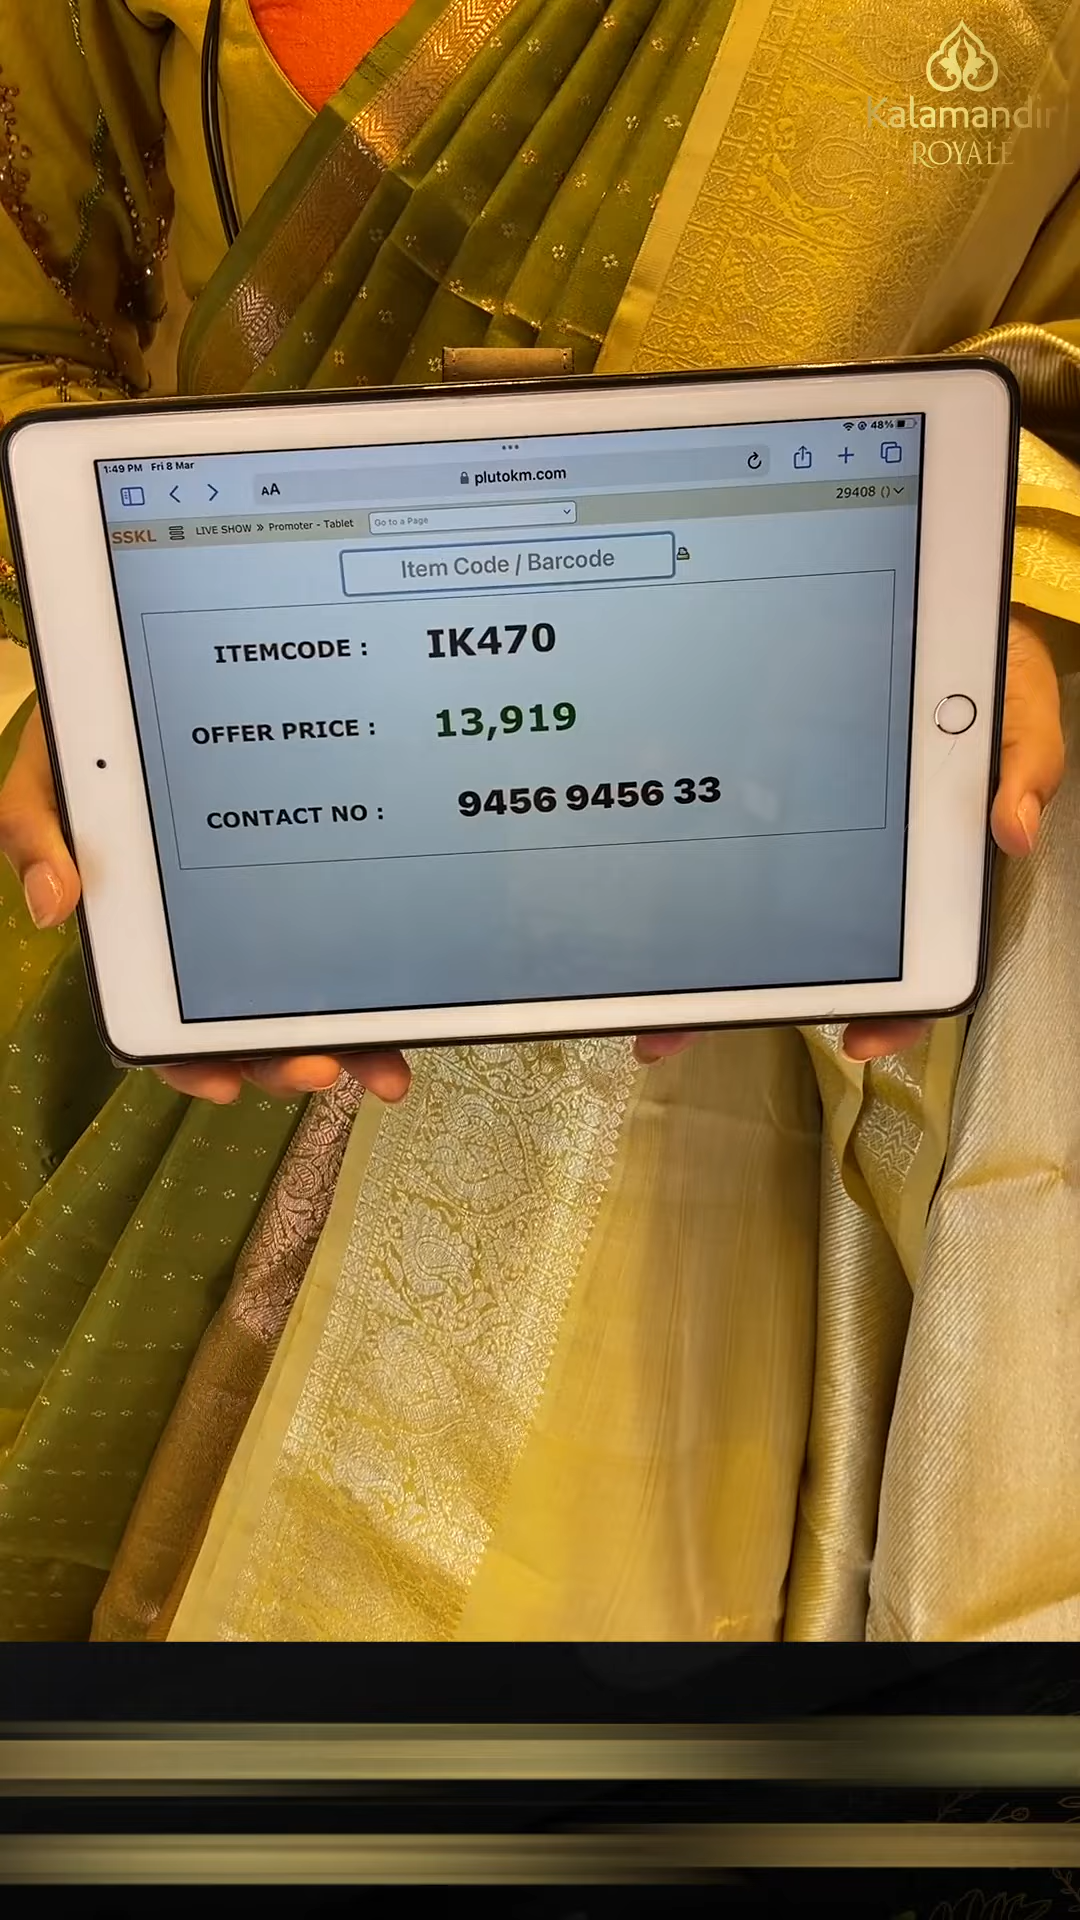 Kalamandir
ROYALE
1:49 PM Fri 8 Mar
48%
AA
plutokm.com
SSKL
LIVE SHOW » Promoter - Tablet
Go to a Page
29408 ()
Item Code / Barcode
ITEMCODE : IK470
OFFER PRICE : 13,919
CONTACT NO : 9456 9456 33